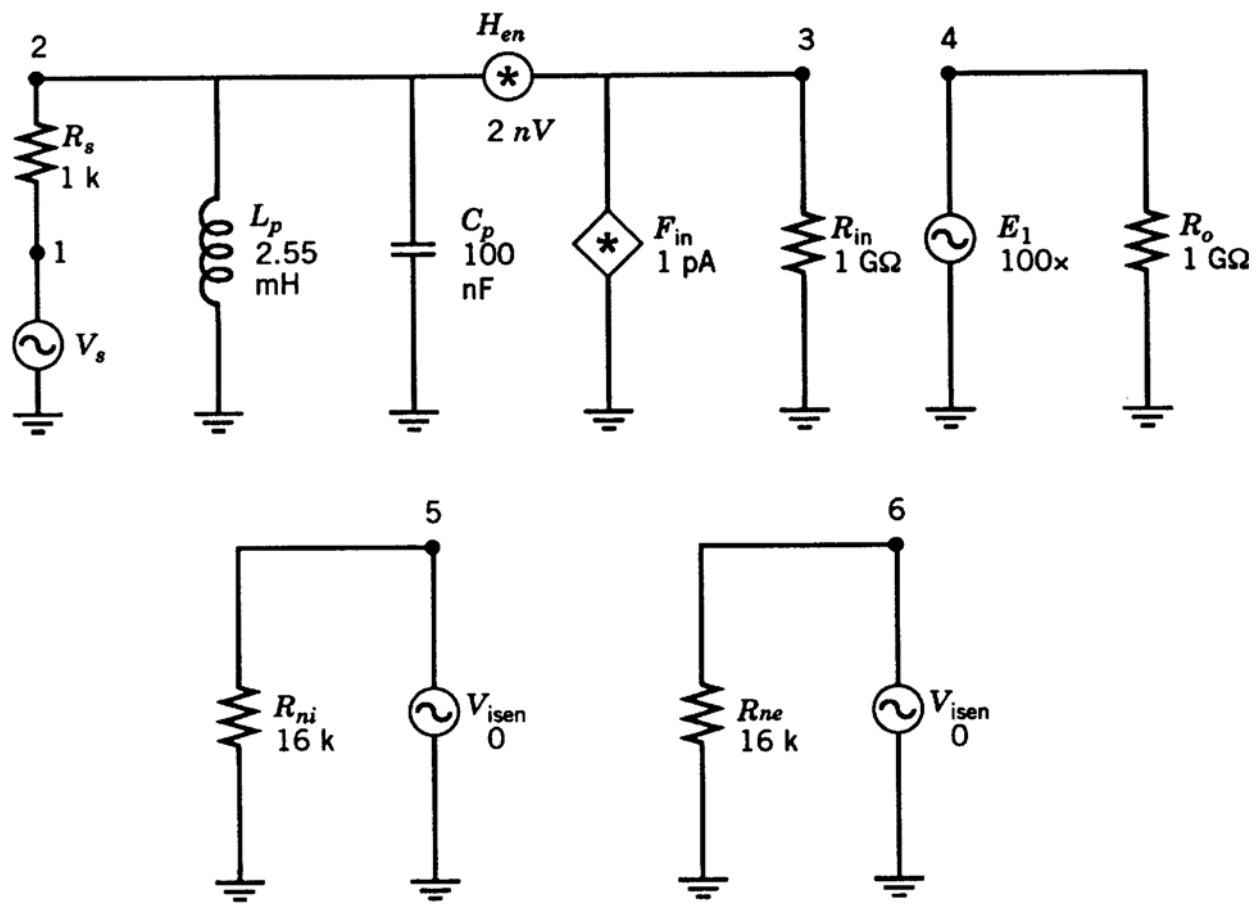 H_en
2
3
4
2 nV
R_s
1 k
1
V_s
L_p
2.55
mH
C_p
100
nF
*
*
F_in
1 pA
R_in
1 GΩ
E_1
100×
R_o
1 GΩ
5
6
R_ni
16 k
V_isen
0
R_ne
16 k
V_isen
0